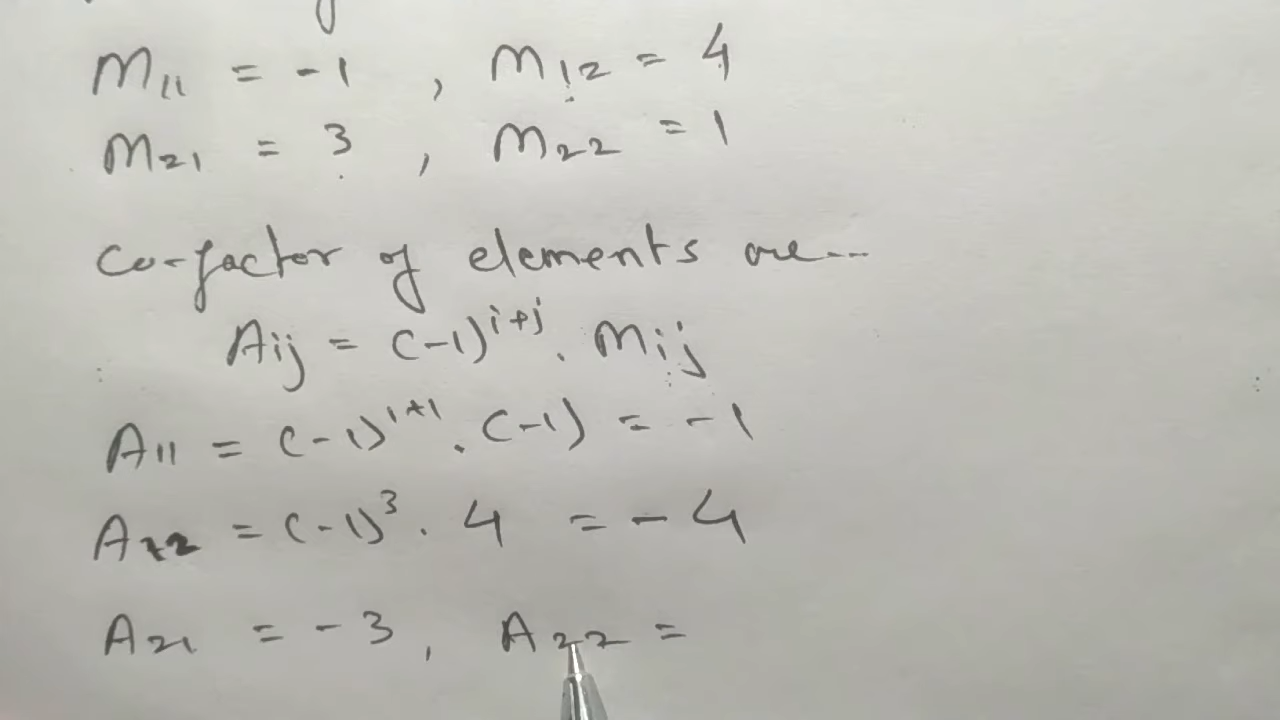 M₁₁ = -1 , M₁₂ = 4
M₂₁ = 3 , M₂₂ = 1
co-factor of elements are...
Aij = (-1)^i+j . Mij
A₁₁ = (-1)^1+1 . (-1) = -1
A₂₂ = (-1)³ . 4 = -4
A₂₁ = -3 , A₂₂ =